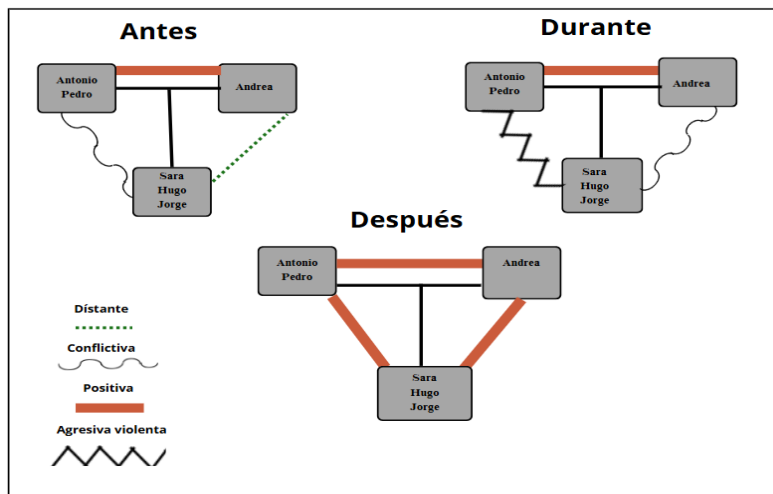 Antes
Antonio
Pedro
Andrea
Sara
Hugo
Jorge
Durante
Antonio
Pedro
Andrea
Sara
Hugo
Jorge
Después
Antonio
Pedro
Andrea
Sara
Hugo
Jorge
Dístante
Conflictiva
Positiva
Agresiva violenta